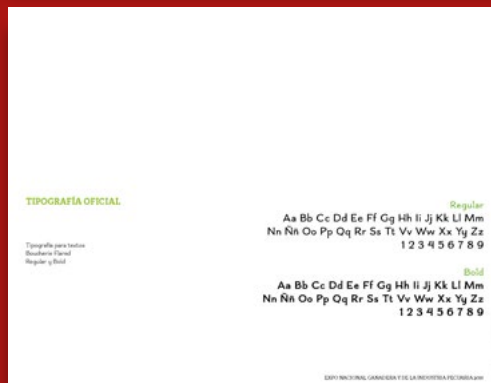 TIPOGRAFÍA OFICIAL
Tipografía para textos
Boucherie Flared
Regular y Bold
Regular
Aa Bb Cc Dd Ee Ff Gg Hh Ii Jj Kk Ll Mm
Nn Ññ Oo Pp Qq Rr Ss Tt Vv Ww Xx Yy Zz
1 2 3 4 5 6 7 8 9
Bold
Aa Bb Cc Dd Ee Ff Gg Hh Ii Jj Kk Ll Mm
Nn Ññ Oo Pp Qq Rr Ss Tt Vv Ww Xx Yy Zz
1 2 3 4 5 6 7 8 9
EXPO NACIONAL GANADERA Y DE LA INDUSTRIA PECUARIA